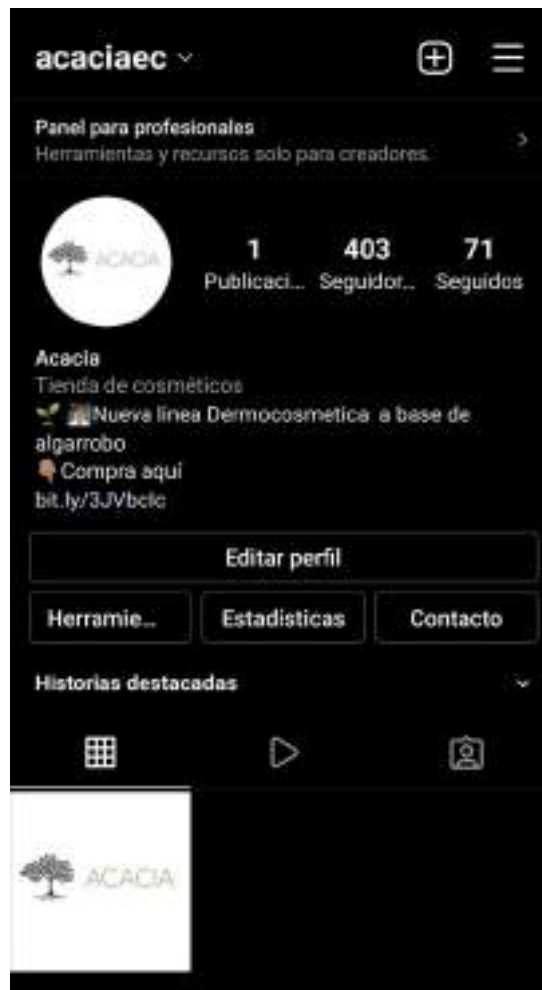 acaciaec
Panel para profesionales
Herramientas y recursos solo para creadores.
ACACIA
1 403 71
Publicaci... Seguidor... Seguidos
Acacia
Tienda de cosméticos
Nueva linea Dermocosmetica a base de
algarrobo
Compra aquí
bit.ly/3JVbclc
Editar perfil
Herramie... Estadísticas Contacto
Historias destacadas
ACACIA